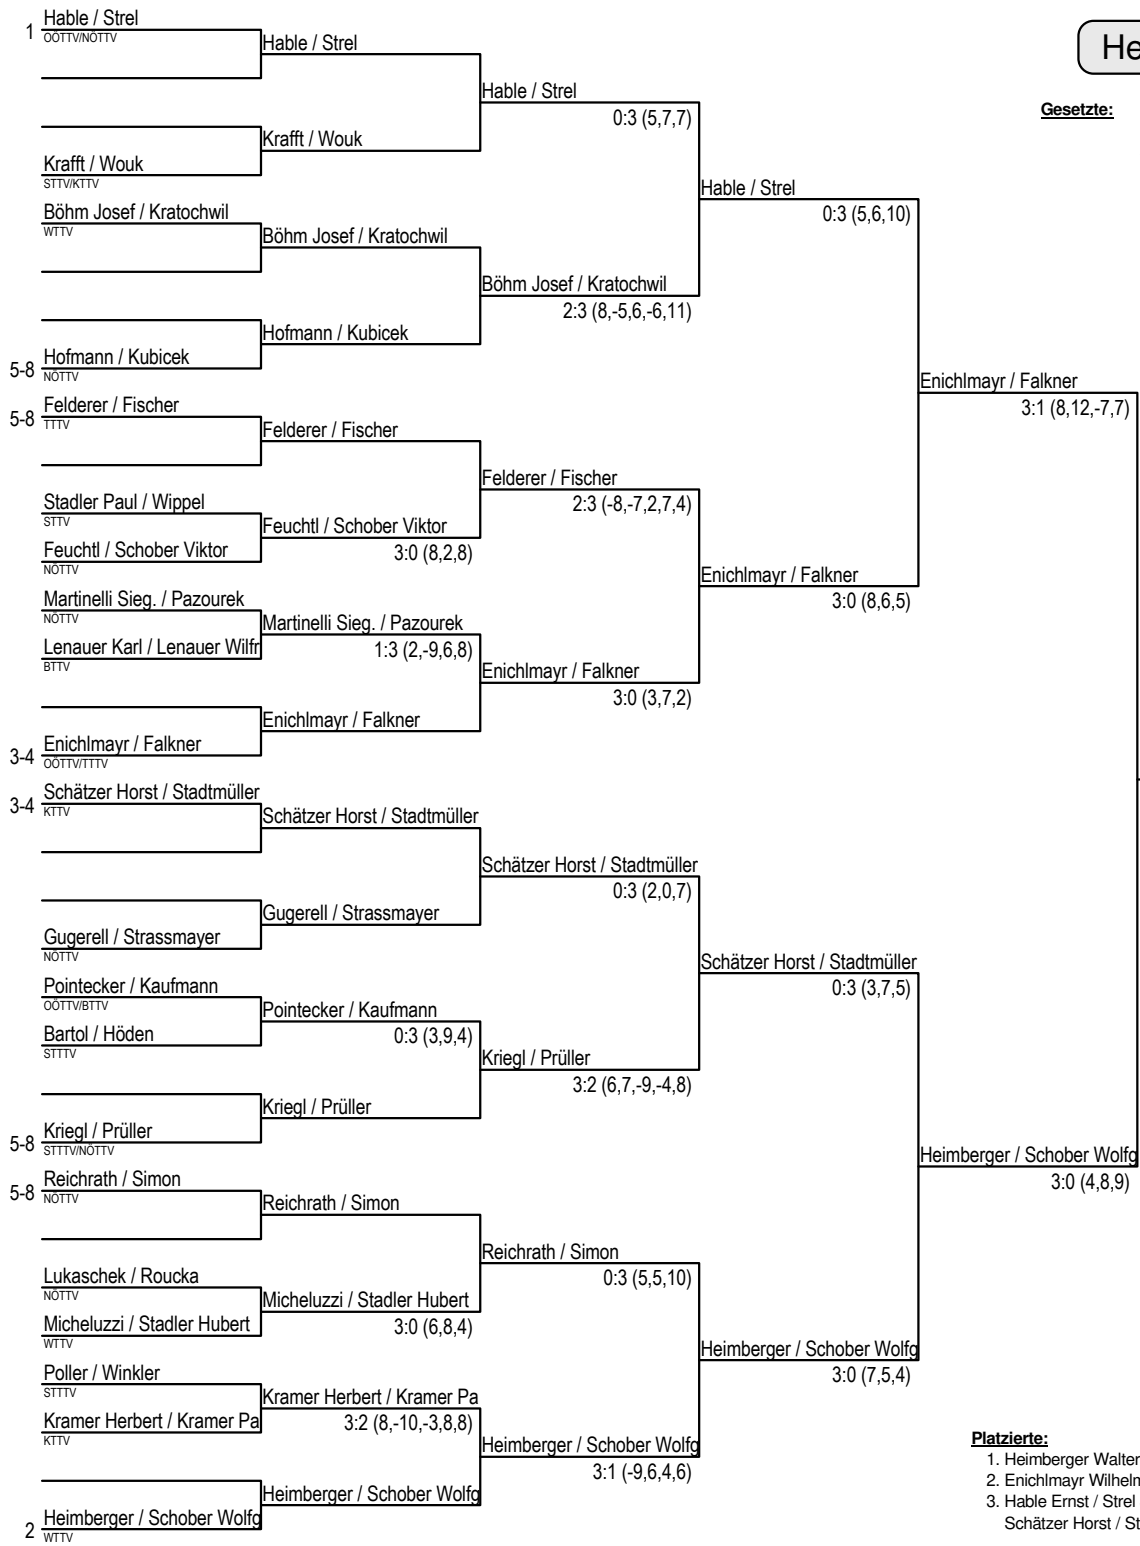 Hable / Strel
1
OÖTTV/NÖTTV
Hable / Strel
He
Hable / Strel
0:3 (5,7,7)
Gesetzte:
Krafft / Wouk
Krafft / Wouk
STTV/KTTV
Hable / Strel
0:3 (5,6,10)
Böhm Josef / Kratochwil
WTTV
Böhm Josef / Kratochwil
Böhm Josef / Kratochwil
2:3 (8,-5,6,-6,11)
Hofmann / Kubicek
Hofmann / Kubicek
5-8
NÖTTV
Enichlmayr / Falkner
3:1 (8,12,-7,7)
Felderer / Fischer
5-8
TTTV
Felderer / Fischer
Felderer / Fischer
2:3 (-8,-7,2,7,4)
Stadler Paul / Wippel
STTV
Feuchtl / Schober Viktor
3:0 (8,2,8)
Feuchtl / Schober Viktor
NÖTTV
Enichlmayr / Falkner
3:0 (8,6,5)
Martinelli Sieg. / Pazourek
NÖTTV
Martinelli Sieg. / Pazourek
1:3 (2,-9,6,8)
Lenauer Karl / Lenauer Wilfr
BTTV
Enichlmayr / Falkner
3:0 (3,7,2)
Enichlmayr / Falkner
Enichlmayr / Falkner
3-4
OÖTTV/TTTV
Schätzer Horst / Stadtmüller
3-4
KTTV
Schätzer Horst / Stadtmüller
Schätzer Horst / Stadtmüller
0:3 (2,0,7)
Gugerell / Strassmayer
Gugerell / Strassmayer
NÖTTV
Schätzer Horst / Stadtmüller
0:3 (3,7,5)
Pointecker / Kaufmann
OÖTTV/BTTV
Pointecker / Kaufmann
0:3 (3,9,4)
Bartol / Höden
STTTV
Kriegl / Prüller
3:2 (6,7,-9,-4,8)
Kriegl / Prüller
Kriegl / Prüller
5-8
STTTV/NÖTTV
Heimberger / Schober Wolfg
3:0 (4,8,9)
Reichrath / Simon
5-8
NÖTTV
Reichrath / Simon
Reichrath / Simon
0:3 (5,5,10)
Lukaschek / Roucka
NÖTTV
Micheluzzi / Stadler Hubert
3:0 (6,8,4)
Micheluzzi / Stadler Hubert
WTTV
Heimberger / Schober Wolfg
3:0 (7,5,4)
Poller / Winkler
STTTV
Kramer Herbert / Kramer Pa
3:2 (8,-10,-3,8,8)
Kramer Herbert / Kramer Pa
KTTV
Heimberger / Schober Wolfg
3:1 (-9,6,4,6)
Heimberger / Schober Wolfg
Heimberger / Schober Wolfg
2
WTTV
Platzierte:
1. Heimberger Walter
2. Enichlmayr Wilhelm
3. Hable Ernst / Strel
Schätzer Horst / St